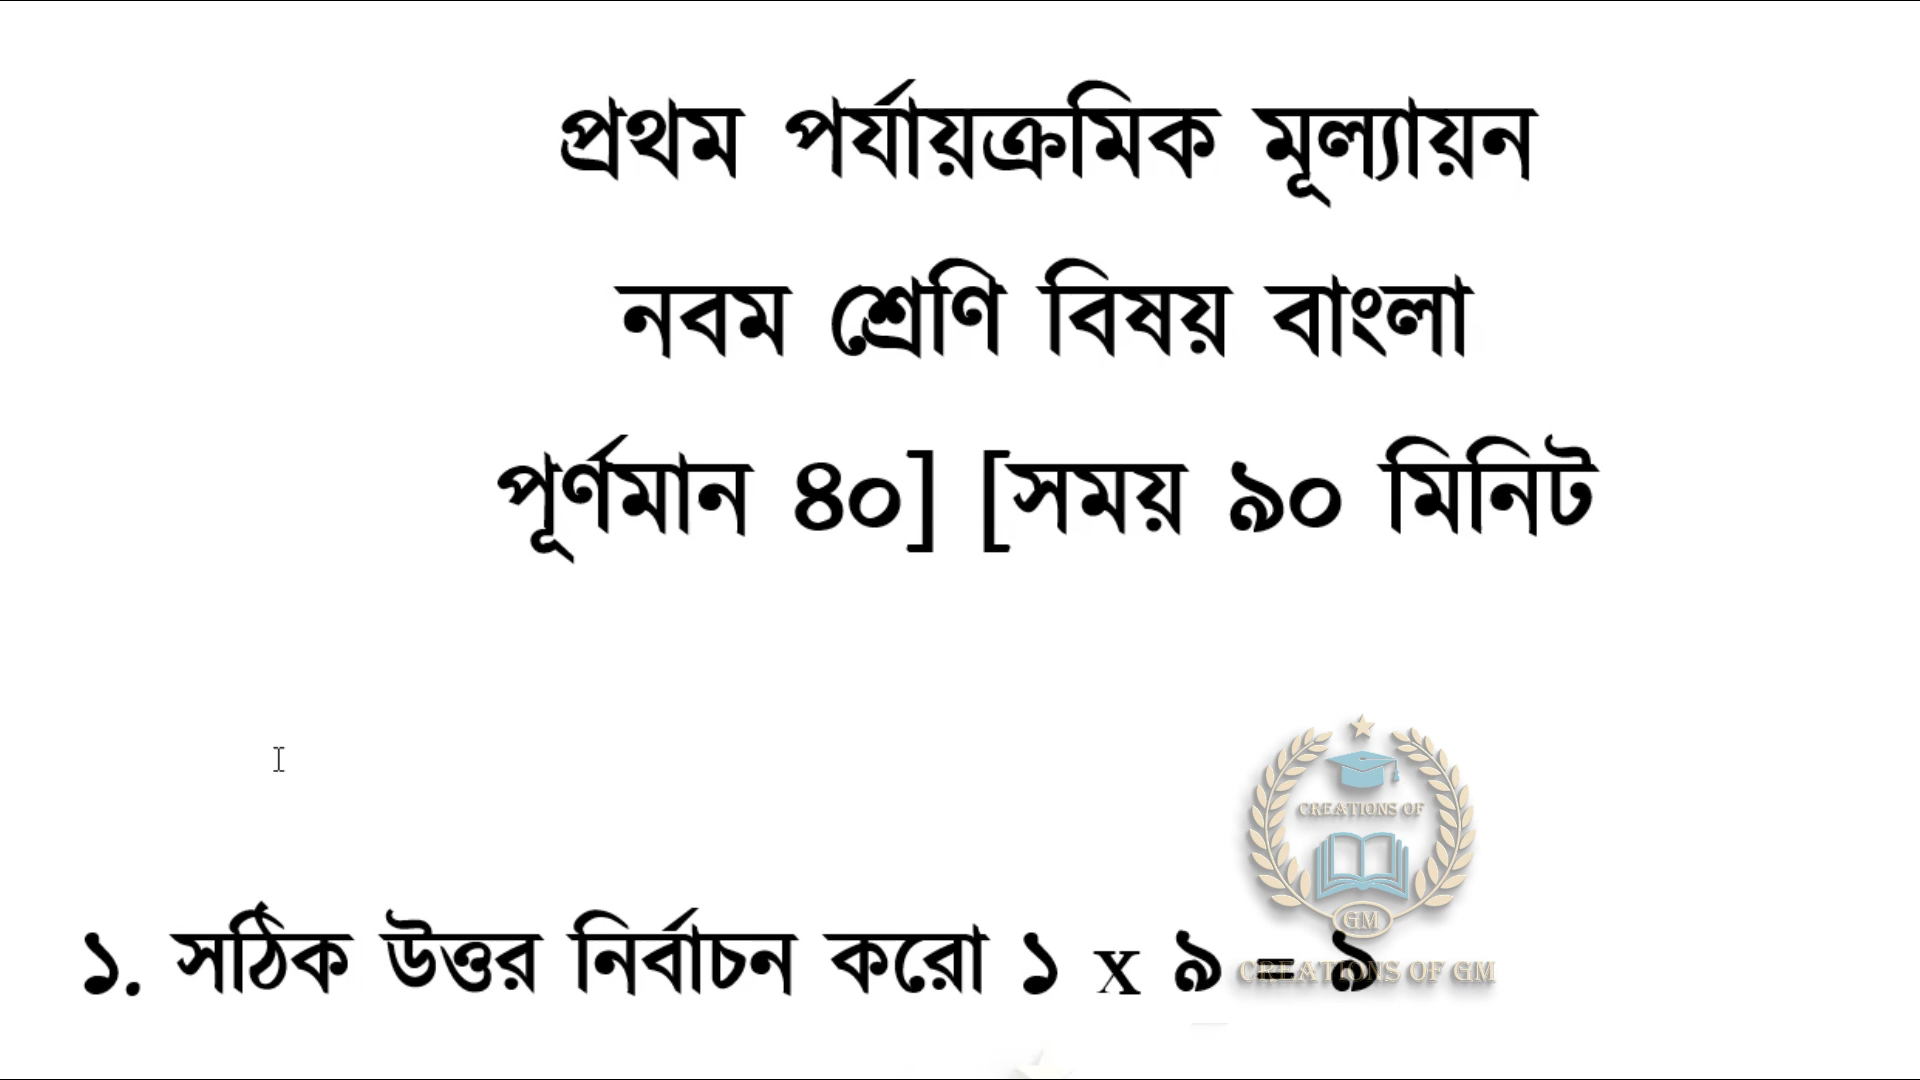 প্রথম পর্যায়ক্রমিক মূল্যায়ন
নবম শ্রেণি বিষয় বাংলা
পূর্ণমান ৪০] [সময় ৯০ মিনিট
CREATIONS OF
GM
১. সঠিক উত্তর নির্বাচন করো ১ x ৯ = ৯
CREATIONS OF GM